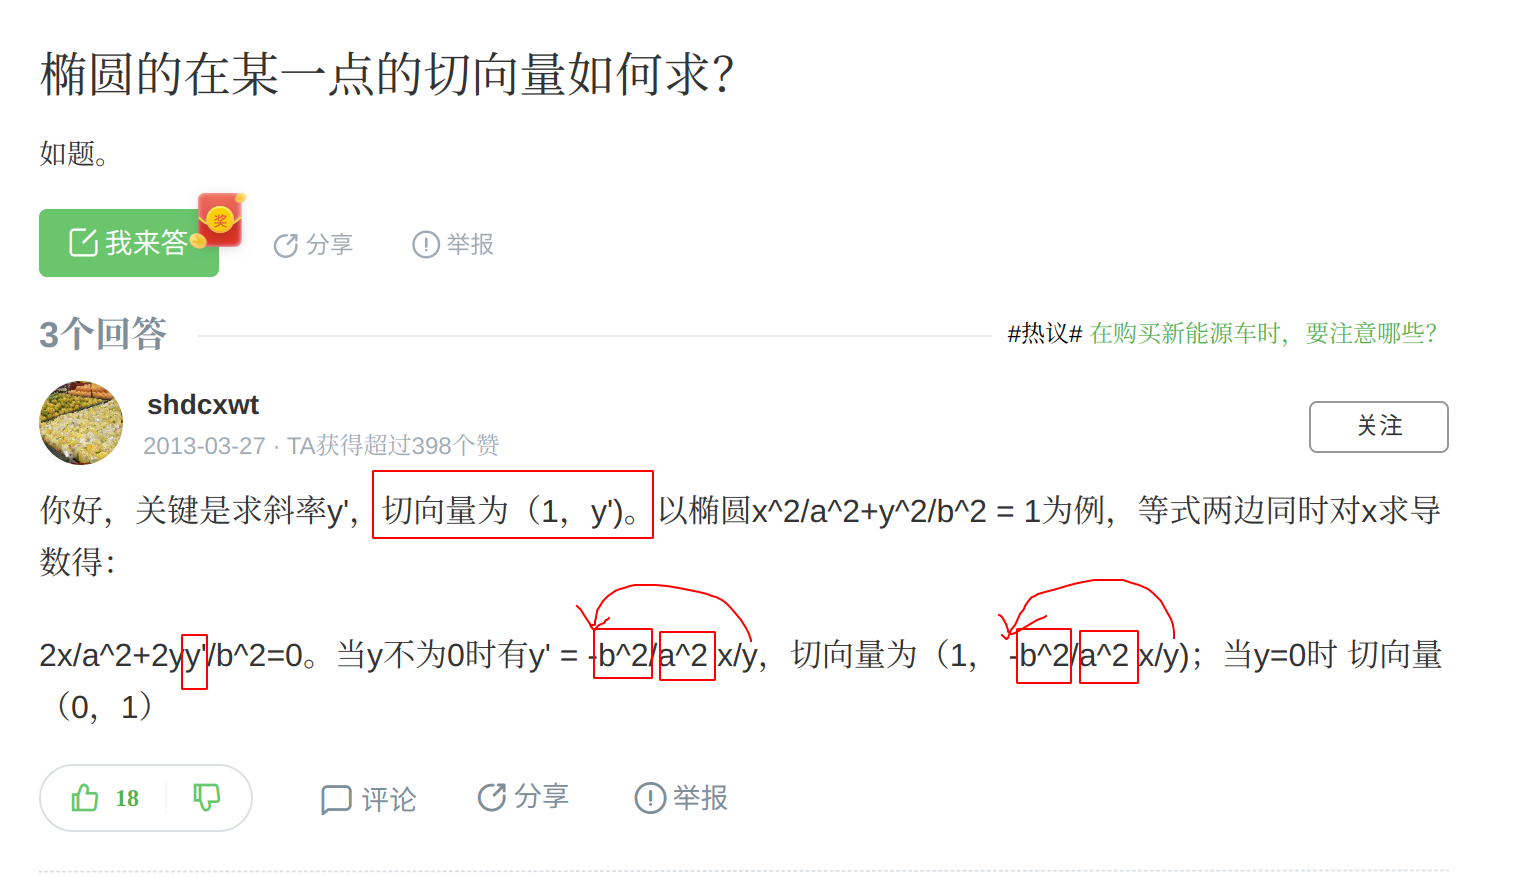 椭圆的在某一点的切向量如何求？
如题。
奖
我来答 分享 举报
3个回答 #热议# 在购买新能源车时，要注意哪些？
shdcxwt
2013-03-27 · TA获得超过398个赞 关注
你好，关键是求斜率y'，切向量为（1，y')。以椭圆x^2/a^2+y^2/b^2 = 1为例，等式两边同时对x求导
数得：
2x/a^2+2yy'/b^2=0。当y不为0时有y' = -b^2/a^2 x/y，切向量为（1， -b^2/a^2 x/y)；当y=0时 切向量
（0，1）
18 评论 分享 举报